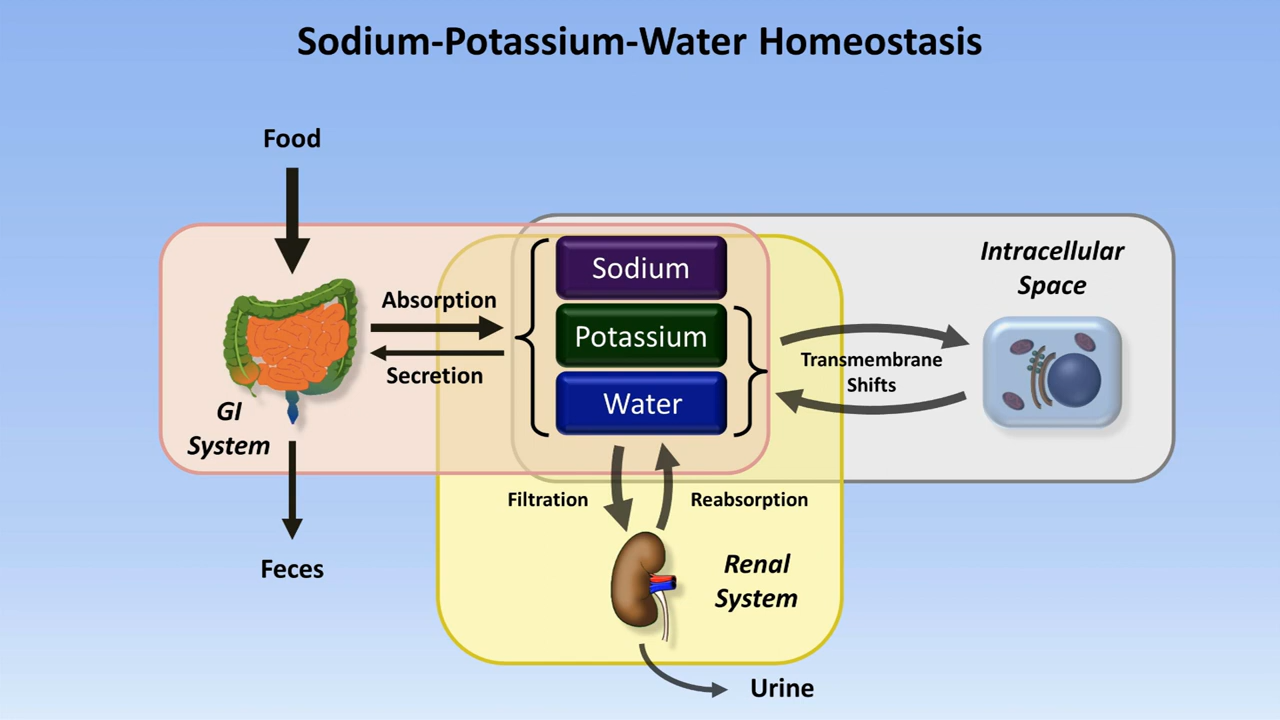 Sodium-Potassium-Water Homeostasis
Food
Absorption
Secretion
GI
System
Feces
Sodium
Potassium
Water
Intracellular
Space
Transmembrane
Shifts
Filtration
Reabsorption
Renal
System
Urine